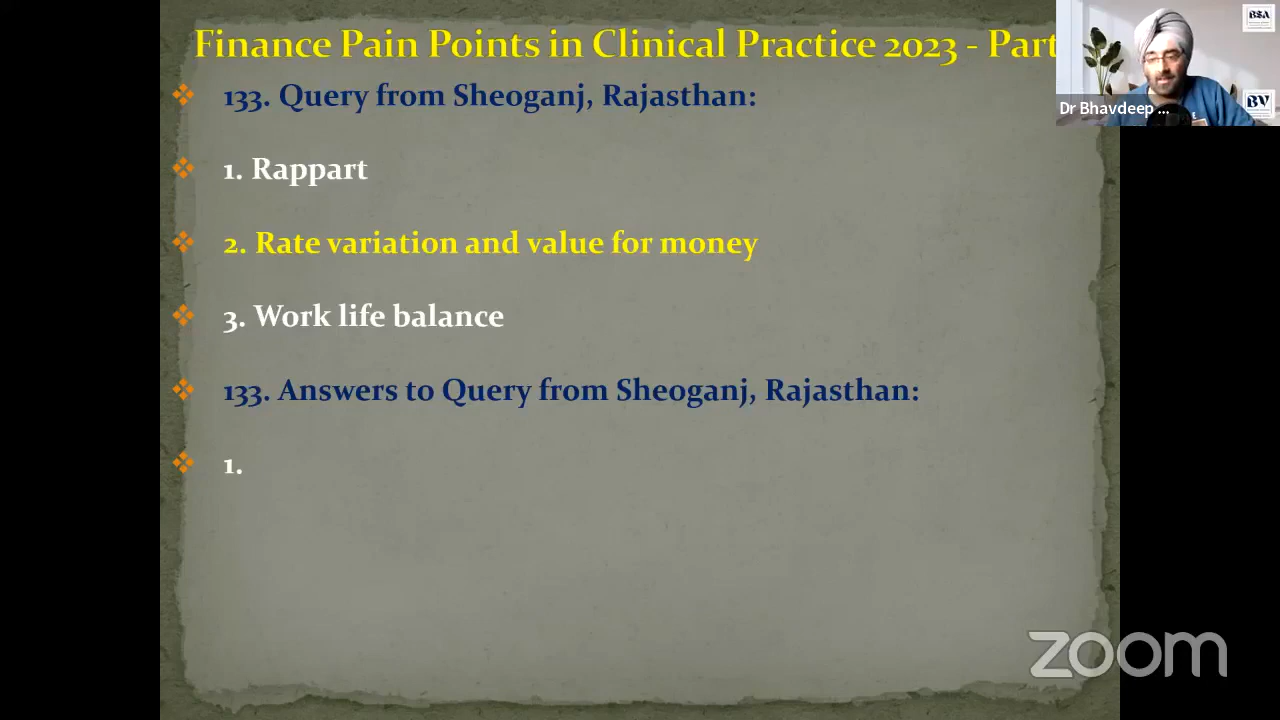 Finance Pain Points in Clinical Practice 2023 - Part
133. Query from Sheoganj, Rajasthan:
1. Rappart
2. Rate variation and value for money
3. Work life balance
133. Answers to Query from Sheoganj, Rajasthan:
1.
Dr Bhavdeep ...
BSA
BV
zoom